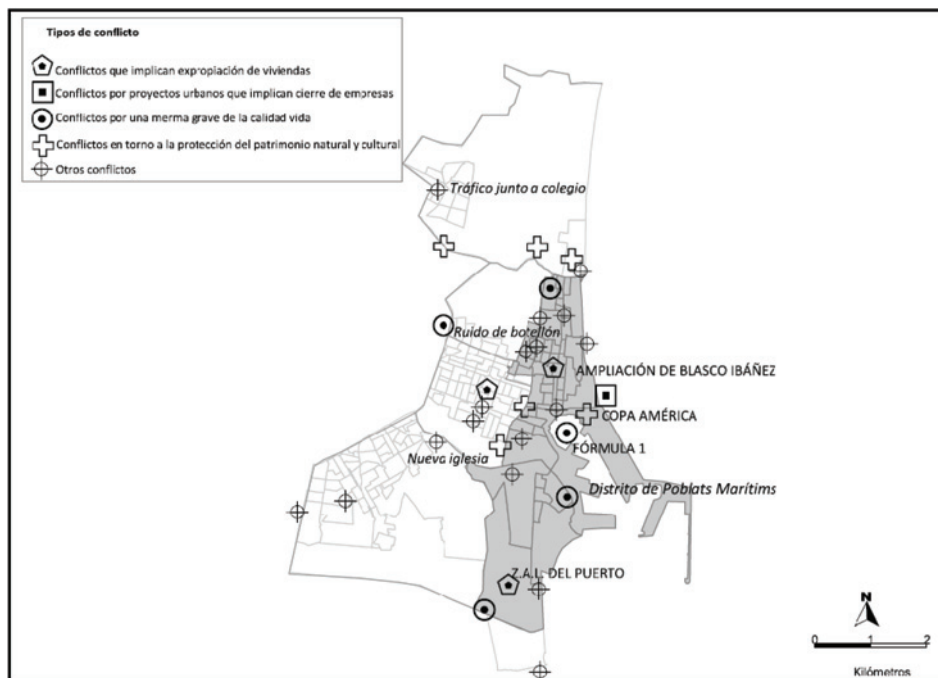 Tipos de conflicto
Conflictos que implican expropiación de viviendas
Conflictos por proyectos urbanos que implican cierre de empresas
Conflictos por una merma grave de la calidad vida
Conflictos en torno a la protección del patrimonio natural y cultural
Otros conflictos
Tráfico junto a colegio
Ruido de botellón
AMPLIACIÓN DE BLASCO IBÁÑEZ
COPA AMÉRICA
FÓRMULA 1
Nueva iglesia
Distrito de Poblats Marítims
Z.A.L. DEL PUERTO
N
0 1 2
Kilómetros